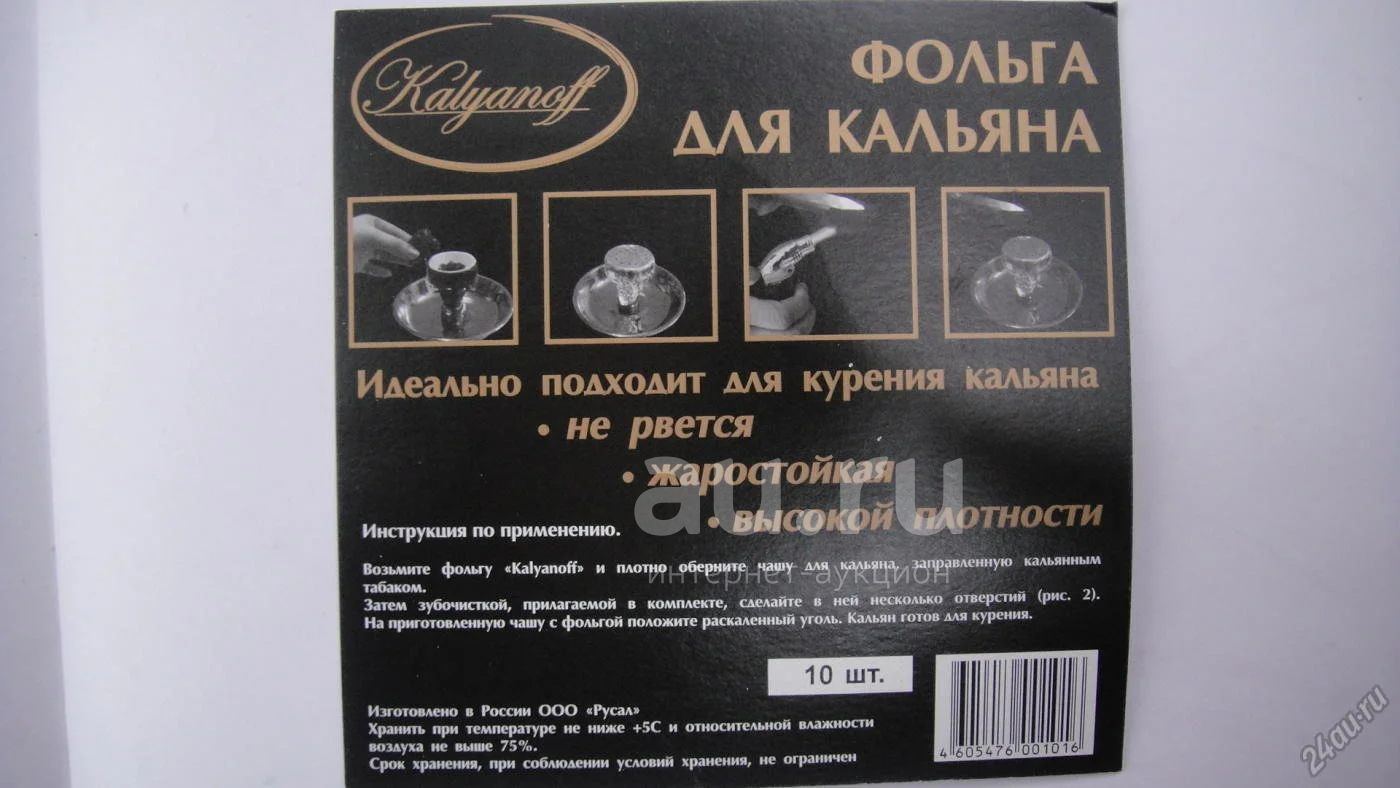 Kalyanoff
ФОЛЬГА
ДЛЯ КАЛЬЯНА
Идеально подходит для курения кальяна
• не рвется
• жаростойкая
• высокой плотности
au.ru
интернет-аукцион
Инструкция по применению.
Возьмите фольгу «Kalyanoff» и плотно оберните чашу для кальяна, заправленную кальянным
табаком.
Затем зубочисткой, прилагаемой в комплекте, сделайте в ней несколько отверстий (рис. 2).
На приготовленную чашу с фольгой положите раскаленный уголь. Кальян готов для курения.
10 шт.
Изготовлено в России ООО «Русал»
Хранить при температуре не ниже +5С и относительной влажности
воздуха не выше 75%.
Срок хранения, при соблюдении условий хранения, не ограничен
4 605476 001016
24au.ru